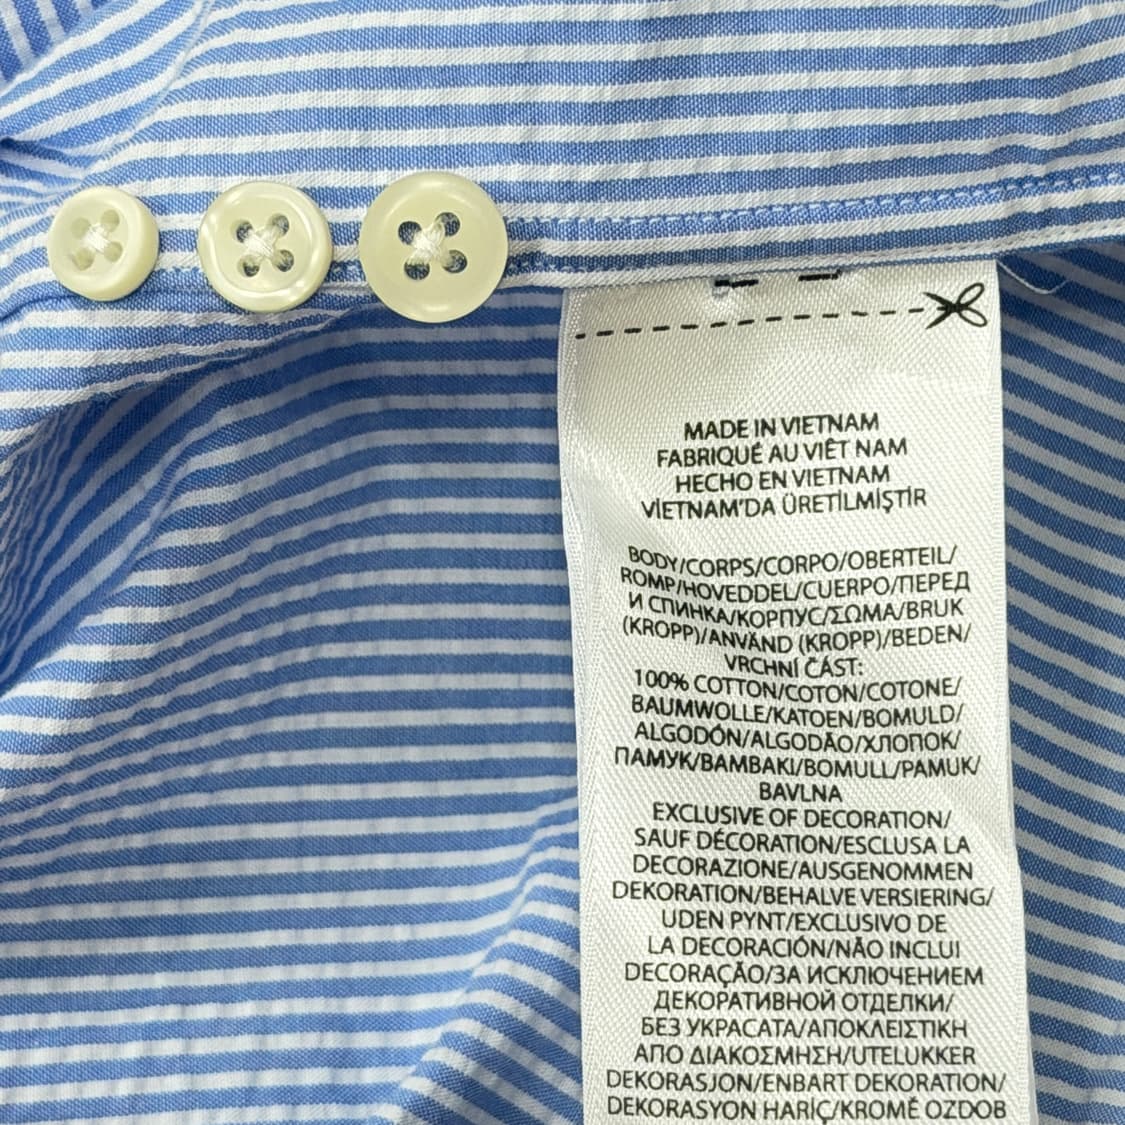 MADE IN VIETNAM
FABRIQUÉ AU VIÊT NAM
HECHO EN VIETNAM
VİETNAM'DA ÜRETİLMİŞTİR
BODY/CORPS/CORPO/OBERTEIL/
ROMP/HOVEDDEL/CUERPO/ПЕРЕД
И СПИНКА/КОРПУС/ΣΩΜΑ/BRUK
(KROPP)/ANVÄND (KROPP)/BEDEN/
VRCHNÍ ČÁST:
100% COTTON/COTON/COTONE/
BAUMWOLLE/KATOEN/BOMULD/
ALGODÓN/ALGODÃO/ХЛОПОК/
ПАМУК/BAMBAKI/BOMULL/PAMUK/
BAVLNA
EXCLUSIVE OF DECORATION/
SAUF DÉCORATION/ESCLUSA LA
DECORAZIONE/AUSGENOMMEN
DEKORATION/BEHALVE VERSIERING/
UDEN PYNT/EXCLUSIVO DE
LA DECORACIÓN/NÃO INCLUI
DECORAÇÃO/ЗА ИСКЛЮЧЕНИЕМ
ДЕКОРАТИВНОЙ ОТДЕЛКИ/
БЕЗ УКРАСАТА/ΑΠΟΚΛΕΙΣΤΙΚΗ
ΑΠΟ ΔΙΑΚΟΣΜΗΣΗ/UTELUKKER
DEKORASJON/ENBART DEKORATION/
DEKORASYON HARİÇ/KROMĚ OZDOB